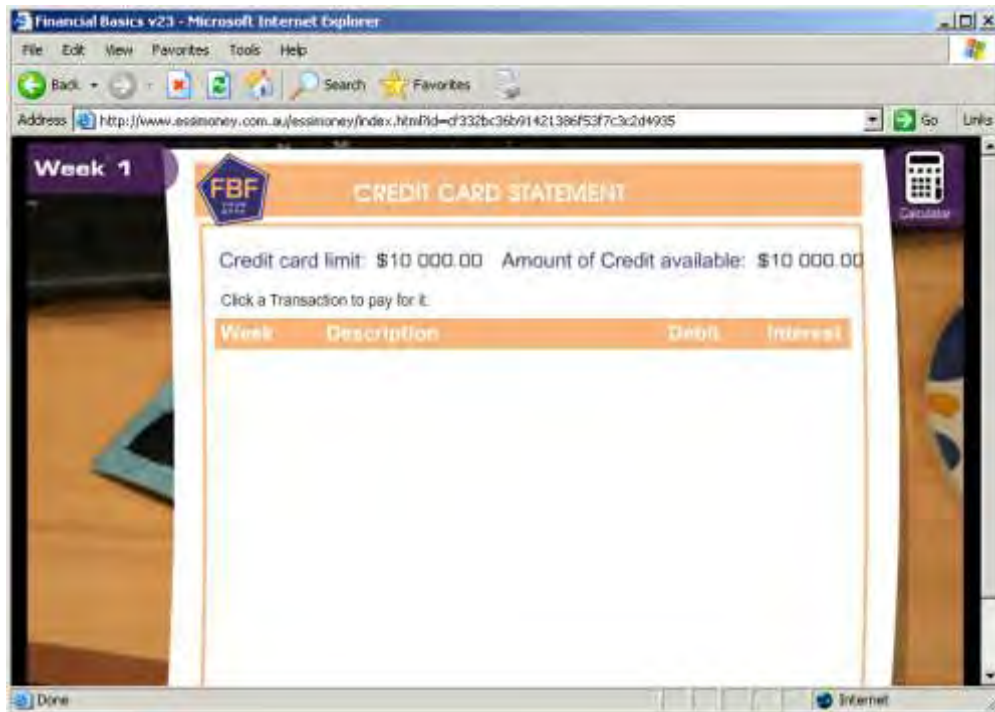 Financial Basics v23 - Microsoft Internet Explorer
File Edit View Favorites Tools Help
Back Search Favorites
Address http://www.essimoney.com.au/essimoney/index.html?id=cf332bc36b91421386f53f7c3c2d4935 Go Links
Week 1
FBF
CREDIT CARD STATEMENT
Calculator
Credit card limit: $10 000.00 Amount of Credit available: $10 000.00
Click a Transaction to pay for it.
Week Description Debit Interest
Done Internet